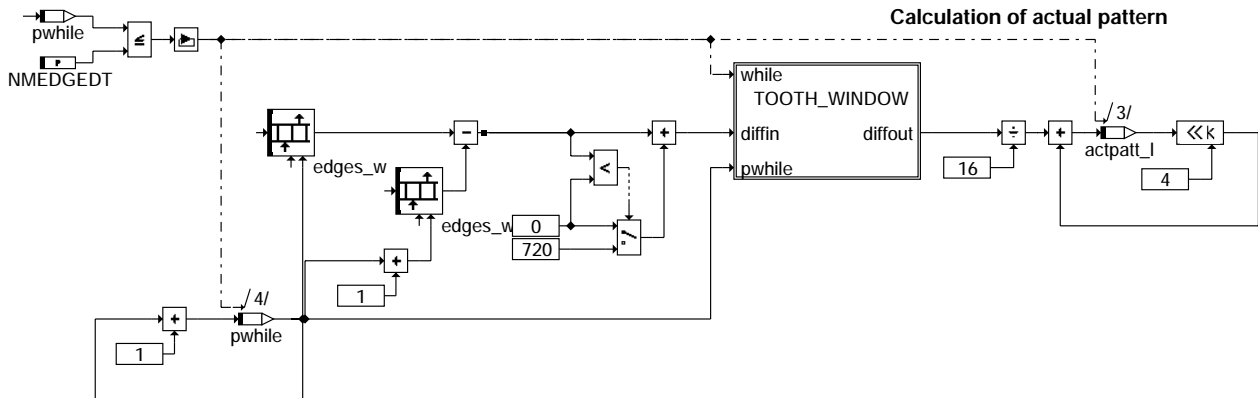 Calculation of actual pattern
pwhile
≤
P
NMEDGEDT
while
TOOTH_WINDOW
diffin
diffout
pwhile
/3/
actpatt_l
<<k
16
÷
+
4
-
+
edges_w
<
edges_w
0
720
+
1
/4/
pwhile
+
1